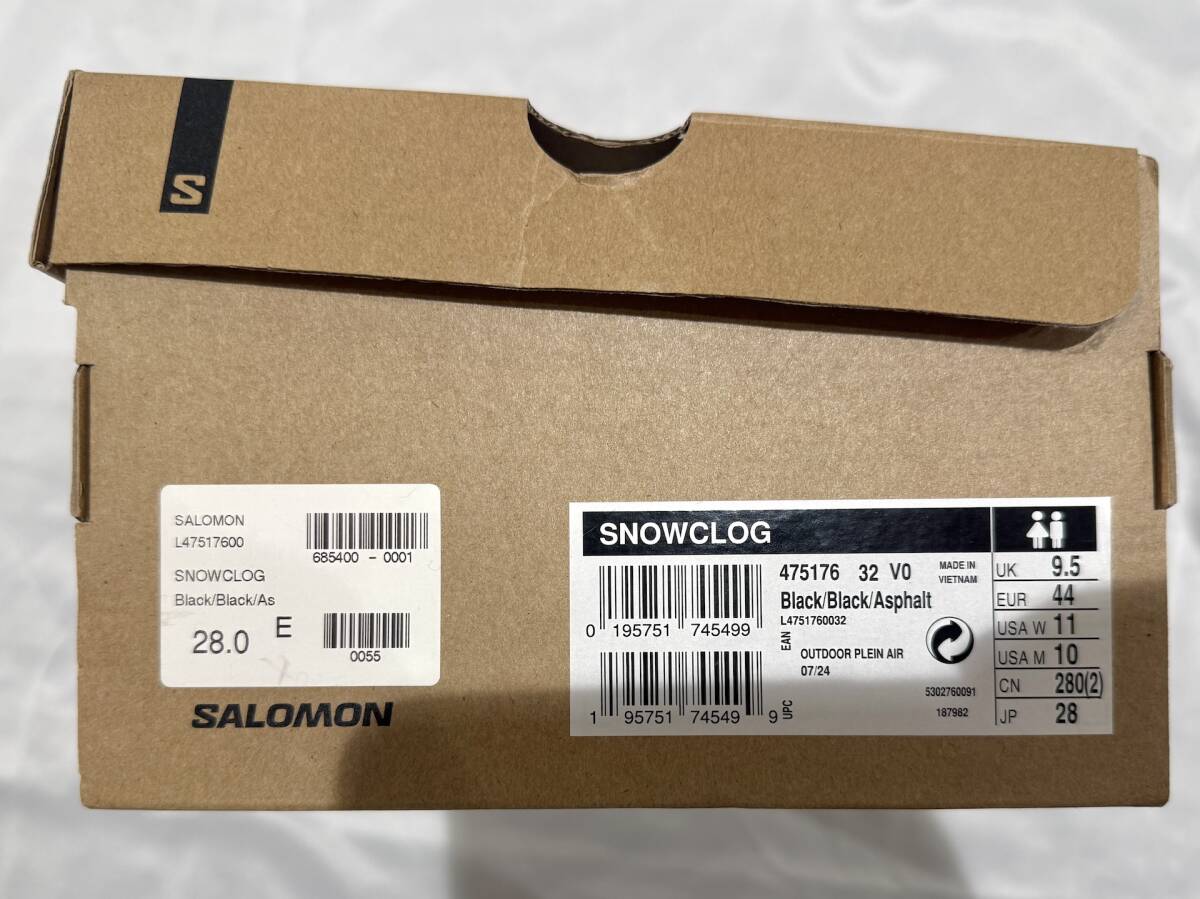 S
SALOMON
L47517600
685400 - 0001
SNOWCLOG
Black/Black/As
28.0 E
0055
SALOMON
SNOWCLOG
475176 32 V0
MADE IN
VIETNAM
Black/Black/Asphalt
L4751760032
0 195751 745499
EAN
OUTDOOR PLEIN AIR
07/24
1 95751 74549 9
UPC
5302760091
187982
UK 9.5
EUR 44
USA W 11
USA M 10
CN 280(2)
JP 28